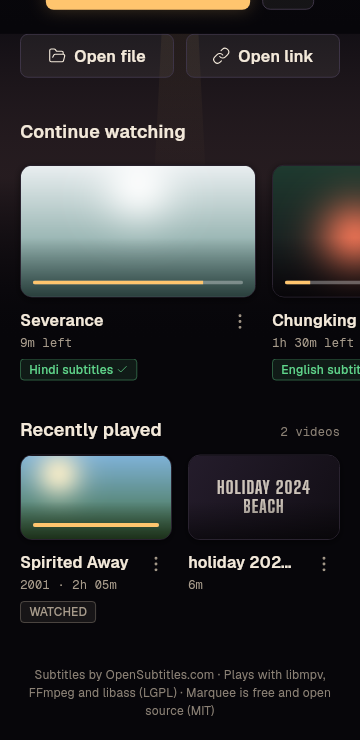 Open file
Open link
Continue watching
Severance
9m left
Hindi subtitles ✓
Chungking
1h 30m left
English subtit
Recently played
2 videos
HOLIDAY 2024
BEACH
Spirited Away
2001 · 2h 05m
WATCHED
holiday 202...
6m
Subtitles by OpenSubtitles.com · Plays with libmpv,
FFmpeg and libass (LGPL) · Marquee is free and open
source (MIT)